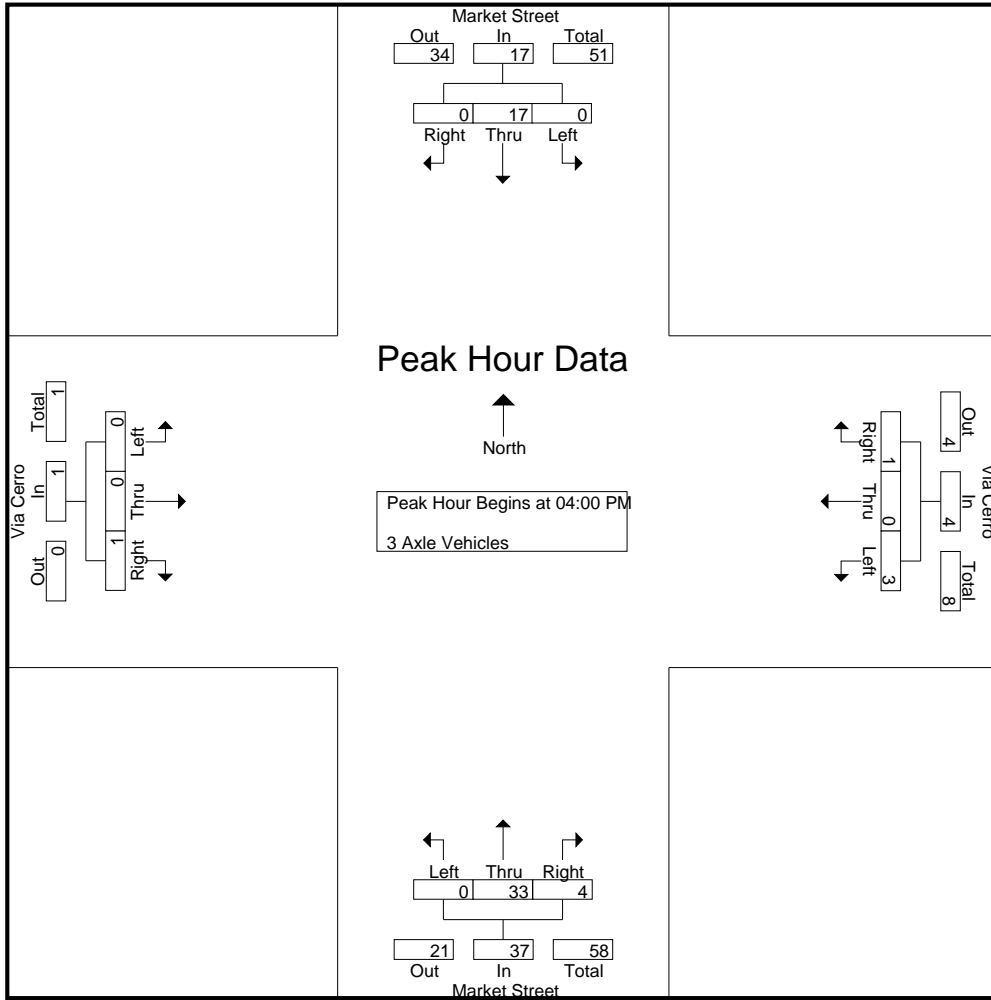 Market Street
Out In Total
34 17 51
0 17 0
Right Thru Left
Peak Hour Data
North
Peak Hour Begins at 04:00 PM
3 Axle Vehicles
Via Cerro
Out In Total
0 1 1
Left Thru Right
0 0 1
Via Cerro
Out In Total
4 4 8
Right Thru Left
1 0 3
Left Thru Right
0 33 4
21 37 58
Out In Total
Market Street